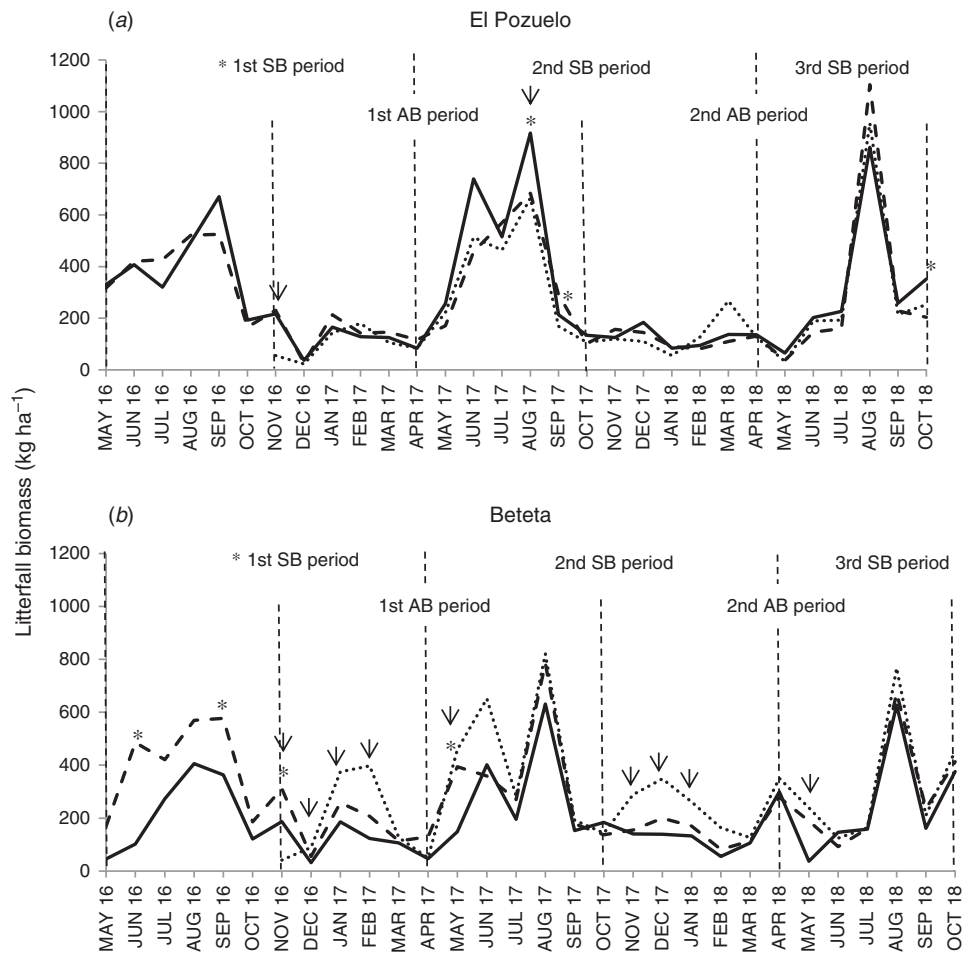 (a)
El Pozuelo
1200
1000
800
600
400
200
0
* 1st SB period
2nd SB period
3rd SB period
1st AB period
2nd AB period
*
*
*
MAY 16
JUN 16
JUL 16
AUG 16
SEP 16
OCT 16
NOV 16
DEC 16
JAN 17
FEB 17
MAR 17
APR 17
MAY 17
JUN 17
JUL 17
AUG 17
SEP 17
OCT 17
NOV 17
DEC 17
JAN 18
FEB 18
MAR 18
APR 18
MAY 18
JUN 18
JUL 18
AUG 18
SEP 18
OCT 18
Litterfall biomass (kg ha−1)
(b)
Beteta
1200
1000
800
600
400
200
0
* 1st SB period
2nd SB period
3rd SB period
1st AB period
2nd AB period
*
*
*
*
MAY 16
JUN 16
JUL 16
AUG 16
SEP 16
OCT 16
NOV 16
DEC 16
JAN 17
FEB 17
MAR 17
APR 17
MAY 17
JUN 17
JUL 17
AUG 17
SEP 17
OCT 17
NOV 17
DEC 17
JAN 18
FEB 18
MAR 18
APR 18
MAY 18
JUN 18
JUL 18
AUG 18
SEP 18
OCT 18